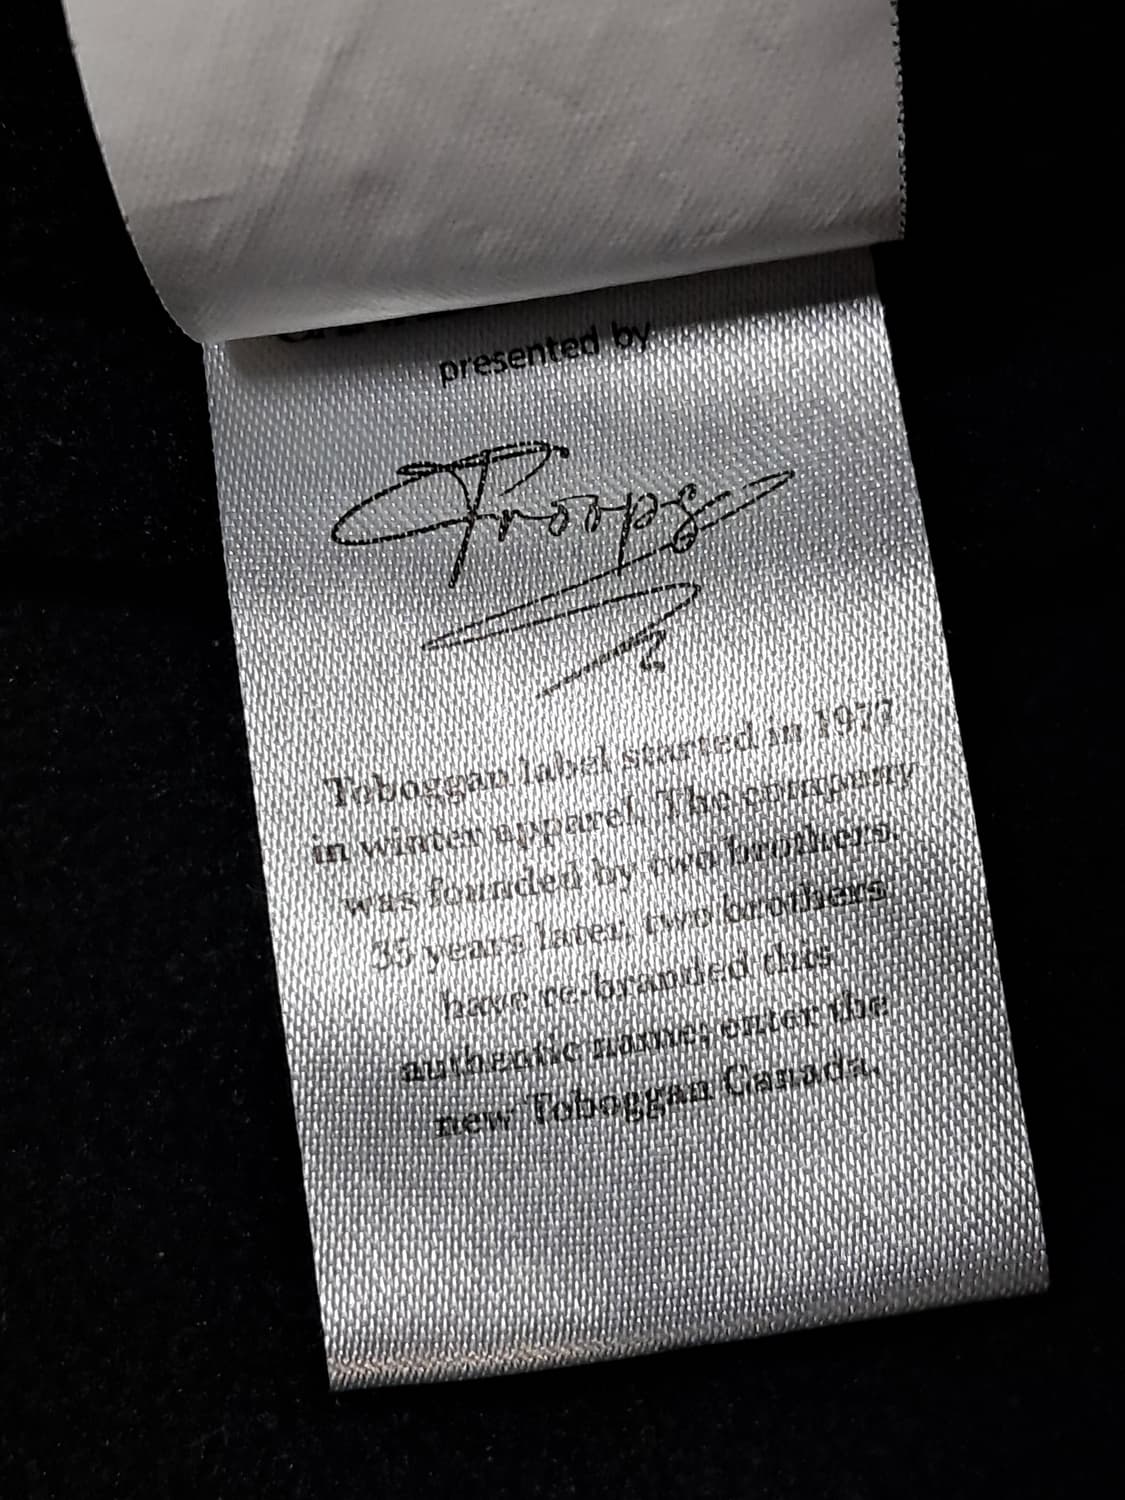 presented by
Troops
Toboggan label started in 1977
in winter apparel. The company
was founded by two brothers.
35 years later, two brothers
have re-branded this
authentic name; enter the
new Toboggan Canada.